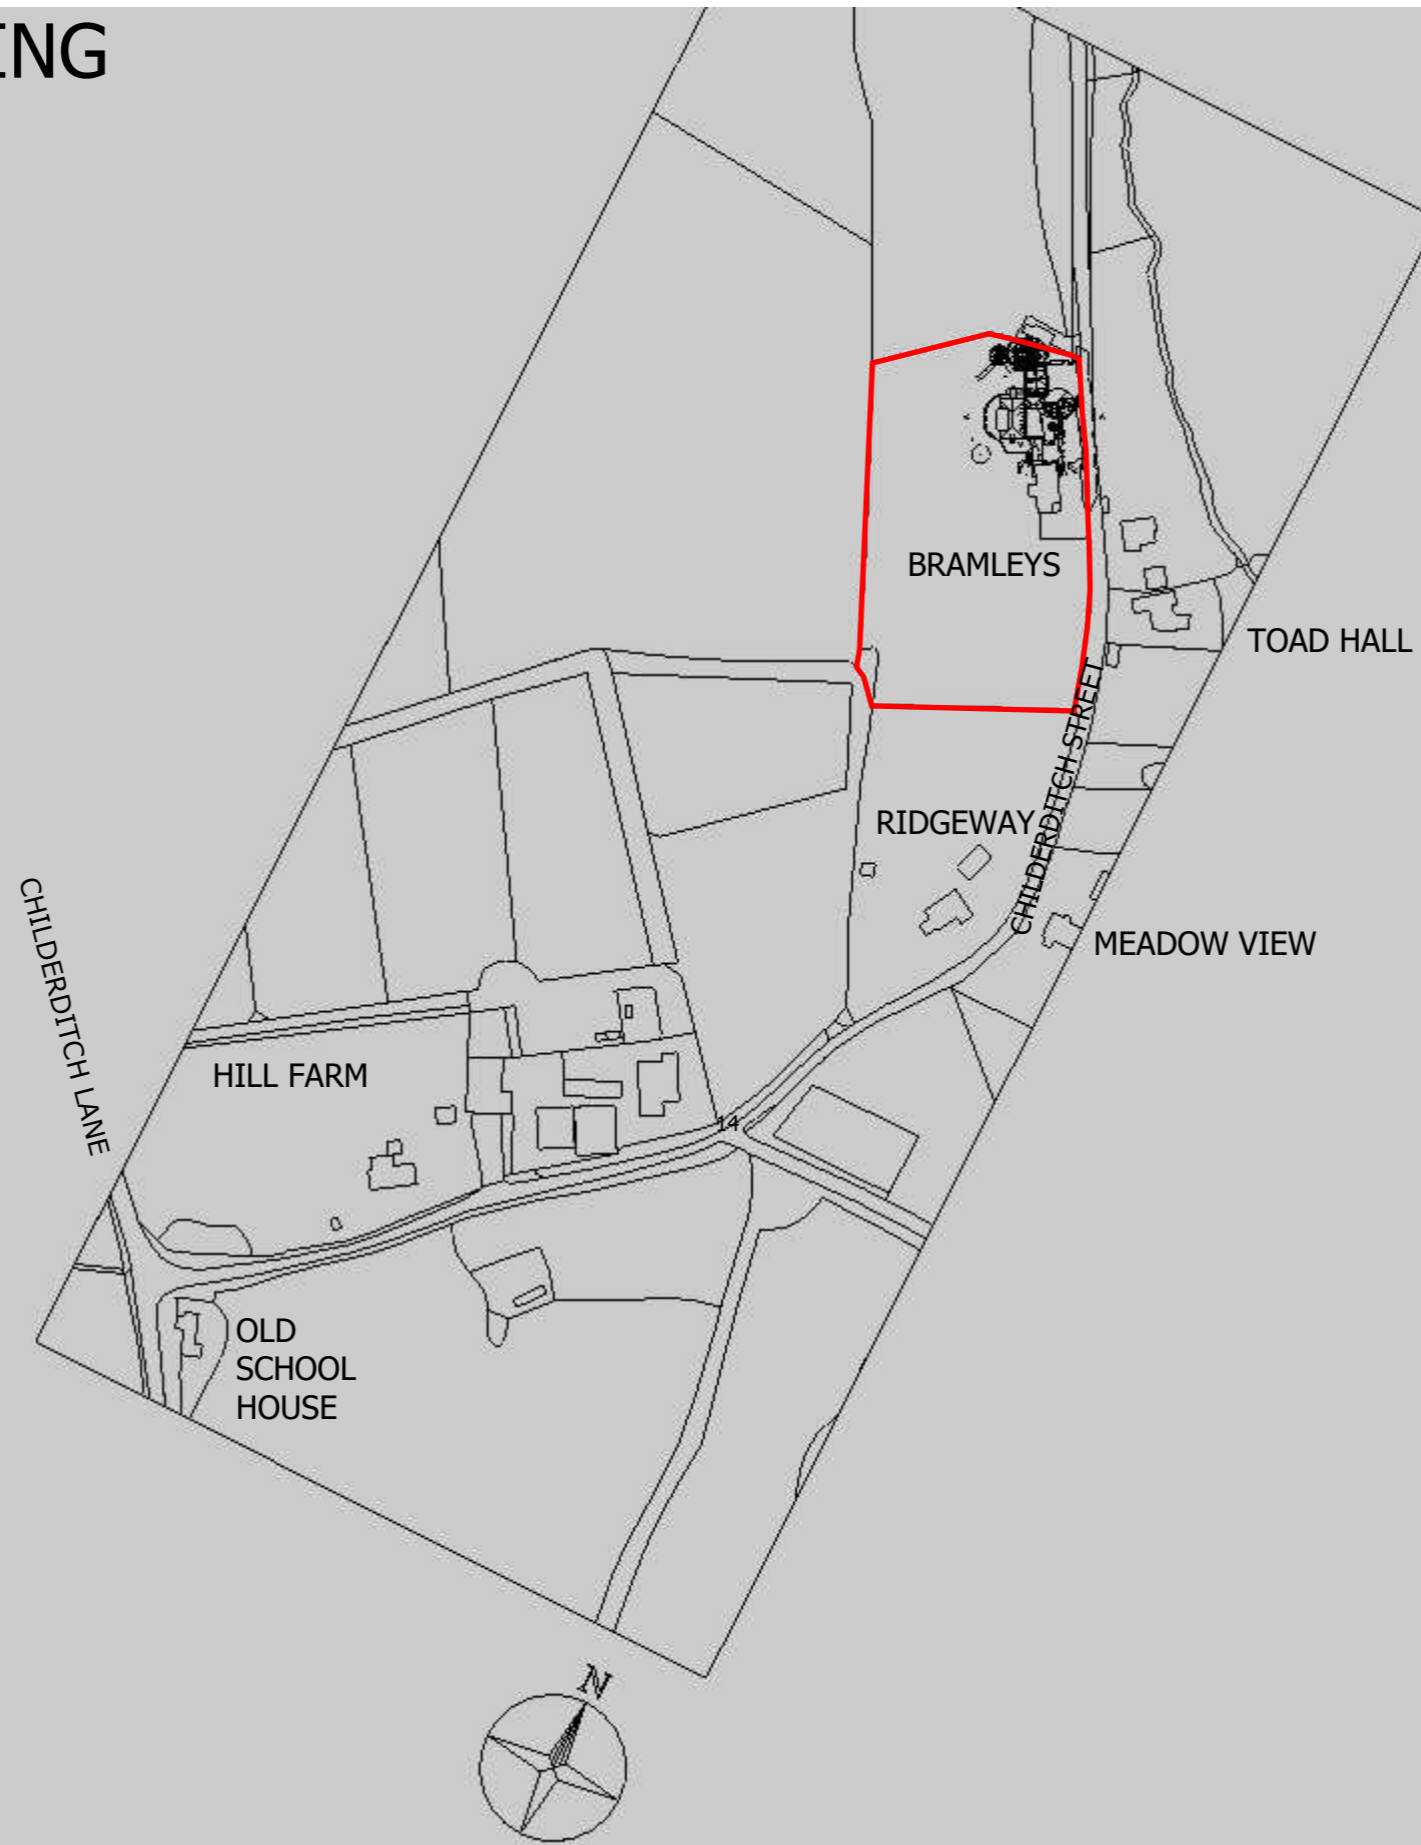 ING
BRAMLEYS
TOAD HALL
CHILDERDITCH STREET
RIDGEWAY
MEADOW VIEW
CHILDERDITCH LANE
HILL FARM
14
OLD
SCHOOL
HOUSE
N